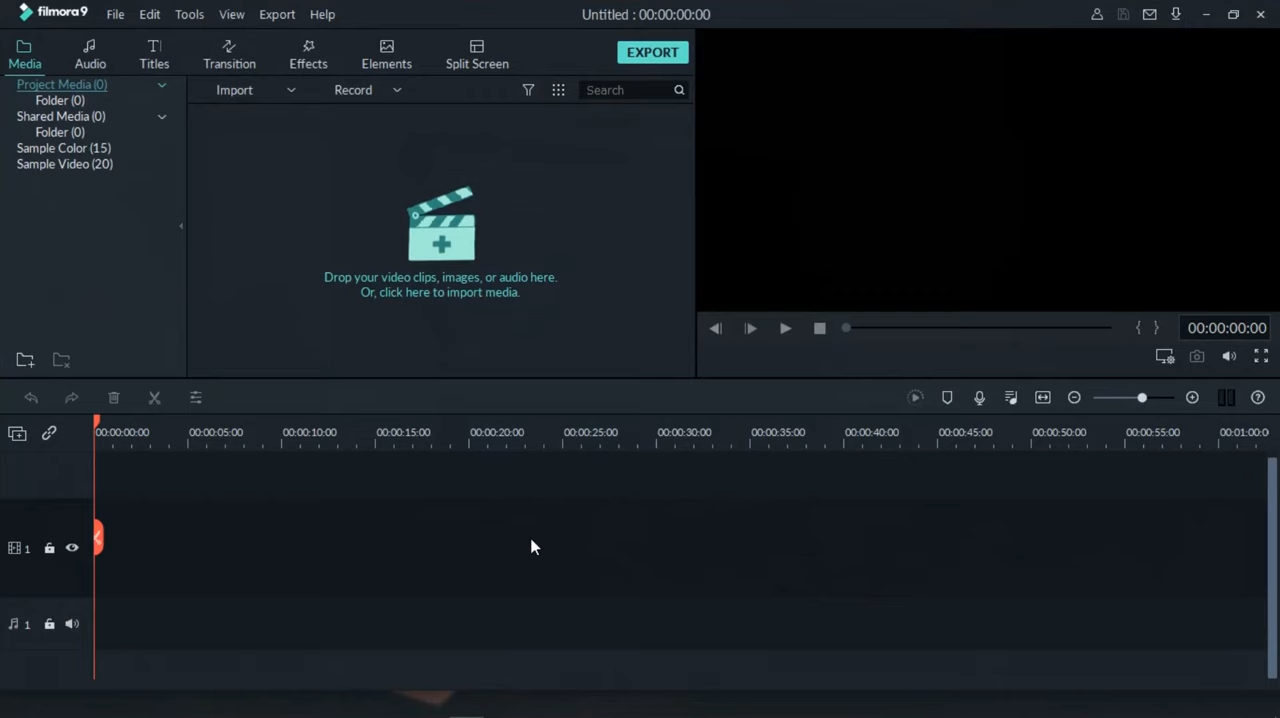 filmora9 File Edit Tools View Export Help Untitled : 00:00:00:00
Media Audio Titles Transition Effects Elements Split Screen EXPORT
Project Media (0)
Folder (0)
Shared Media (0)
Folder (0)
Sample Color (15)
Sample Video (20)
Import Record Search
Drop your video clips, images, or audio here.
Or, click here to import media.
00:00:00:00
00:00:00:00 00:00:05:00 00:00:10:00 00:00:15:00 00:00:20:00 00:00:25:00 00:00:30:00 00:00:35:00 00:00:40:00 00:00:45:00 00:00:50:00 00:00:55:00 00:01:00:0
1
1